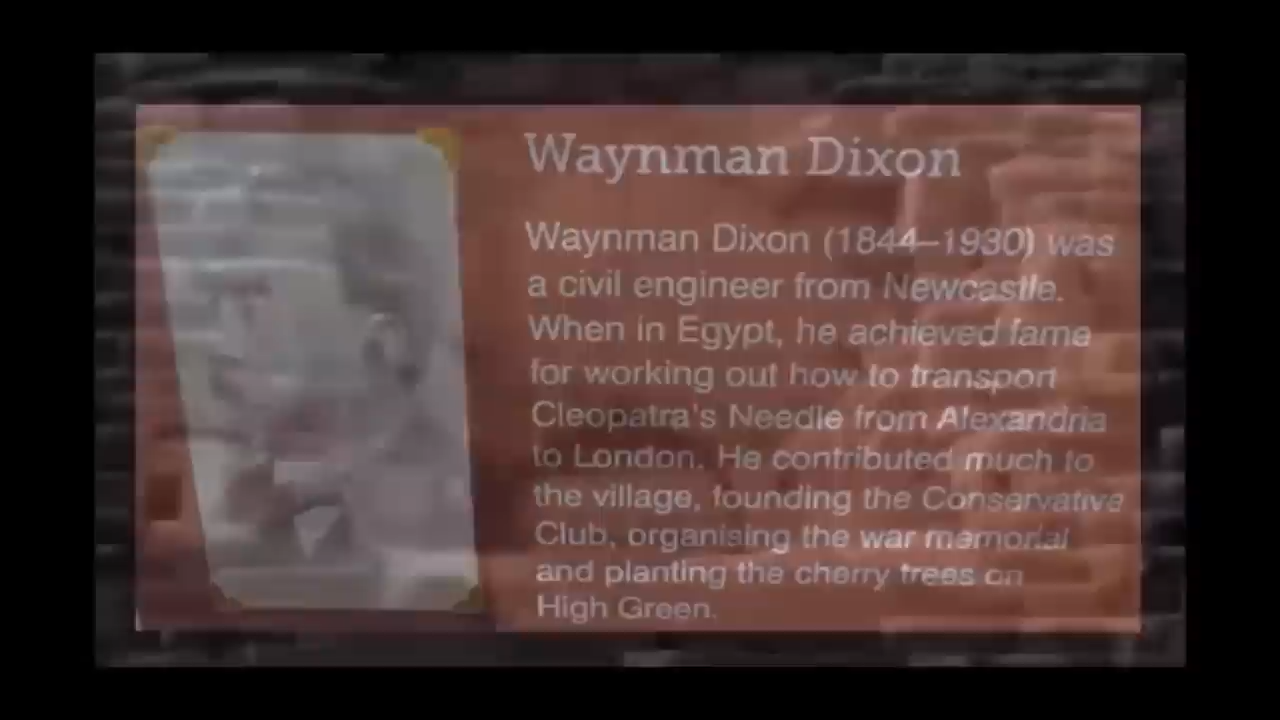 Waynman Dixon
Waynman Dixon (1844–1930) was
a civil engineer from Newcastle.
When in Egypt, he achieved fame
for working out how to transport
Cleopatra's Needle from Alexandria
to London. He contributed much to
the village, founding the Conservative
Club, organising the war memorial
and planting the cherry trees on
High Green.